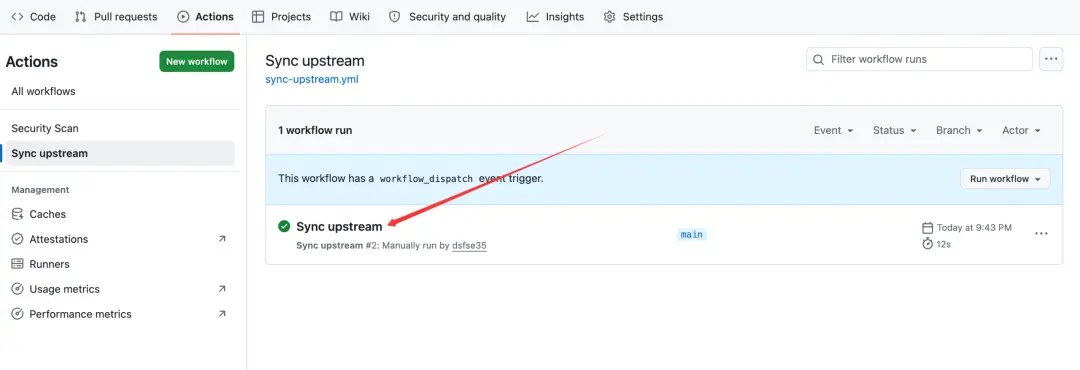 Code Pull requests Actions Projects Wiki Security and quality Insights Settings
Actions
New workflow
All workflows
Security Scan
Sync upstream
Management
Caches
Attestations
Runners
Usage metrics
Performance metrics
Sync upstream
sync-upstream.yml
Filter workflow runs
1 workflow run
Event Status Branch Actor
This workflow has a workflow_dispatch event trigger.
Run workflow
Sync upstream
Sync upstream #2: Manually run by dsfse35
main
Today at 9:43 PM
12s